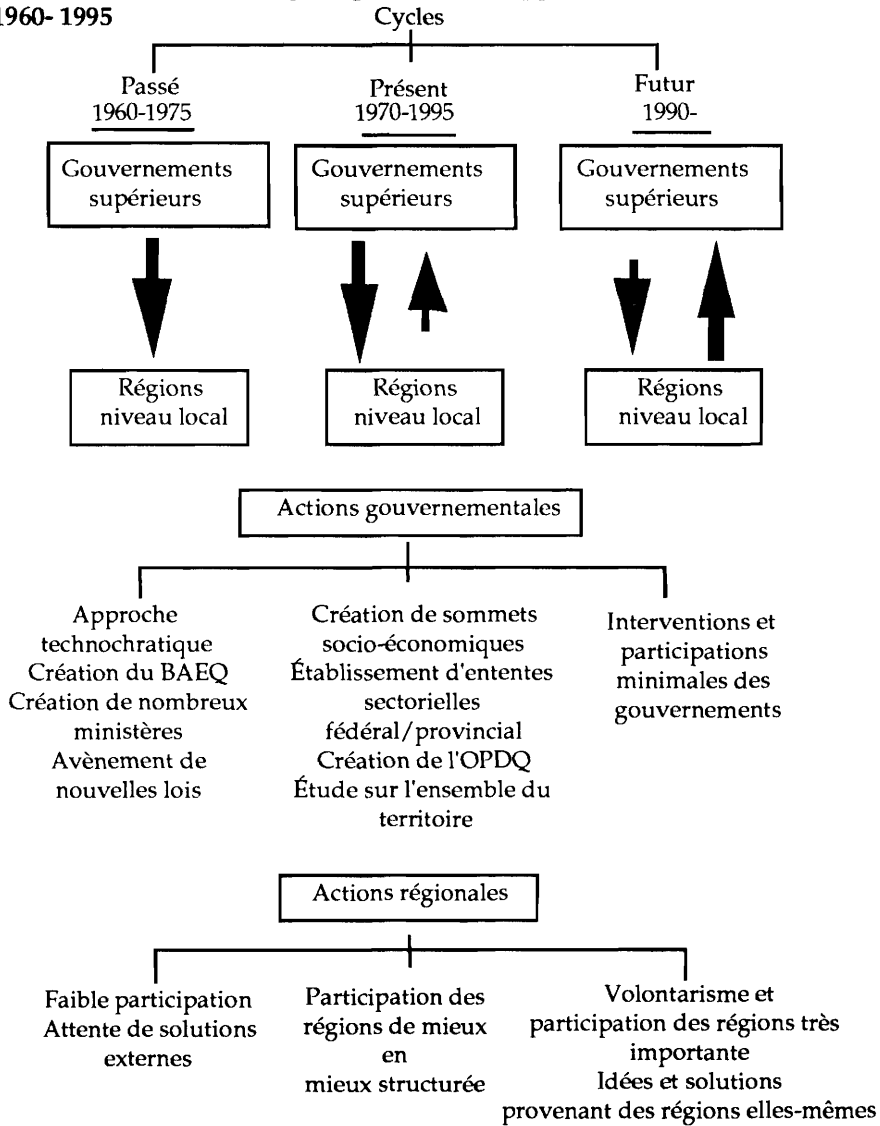 1960- 1995
Cycles
Passé
1960-1975
Présent
1970-1995
Futur
1990-
Gouvernements
supérieurs
Gouvernements
supérieurs
Gouvernements
supérieurs
Régions
niveau local
Régions
niveau local
Régions
niveau local
Actions gouvernementales
Approche
technochratique
Création du BAEQ
Création de nombreux
ministères
Avènement de
nouvelles lois
Création de sommets
socio-économiques
Établissement d'ententes
sectorielles
fédéral/provincial
Création de l'OPDQ
Étude sur l'ensemble du
territoire
Interventions et
participations
minimales des
gouvernements
Actions régionales
Faible participation
Attente de solutions
externes
Participation des
régions de mieux
en
mieux structurée
Volontarisme et
participation des régions très
importante
Idées et solutions
provenant des régions elles-mêmes